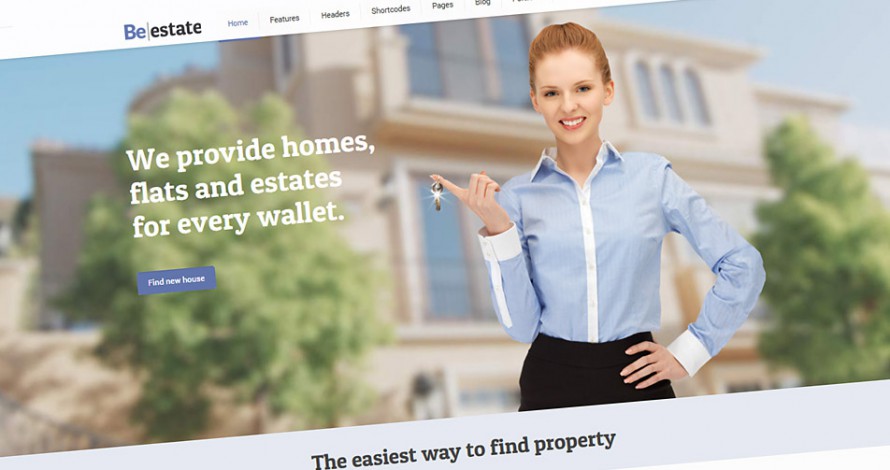 Be|estate
Home Features Headers Shortcodes Pages Blog
We provide homes,
flats and estates
for every wallet.
Find new house
The easiest way to find property